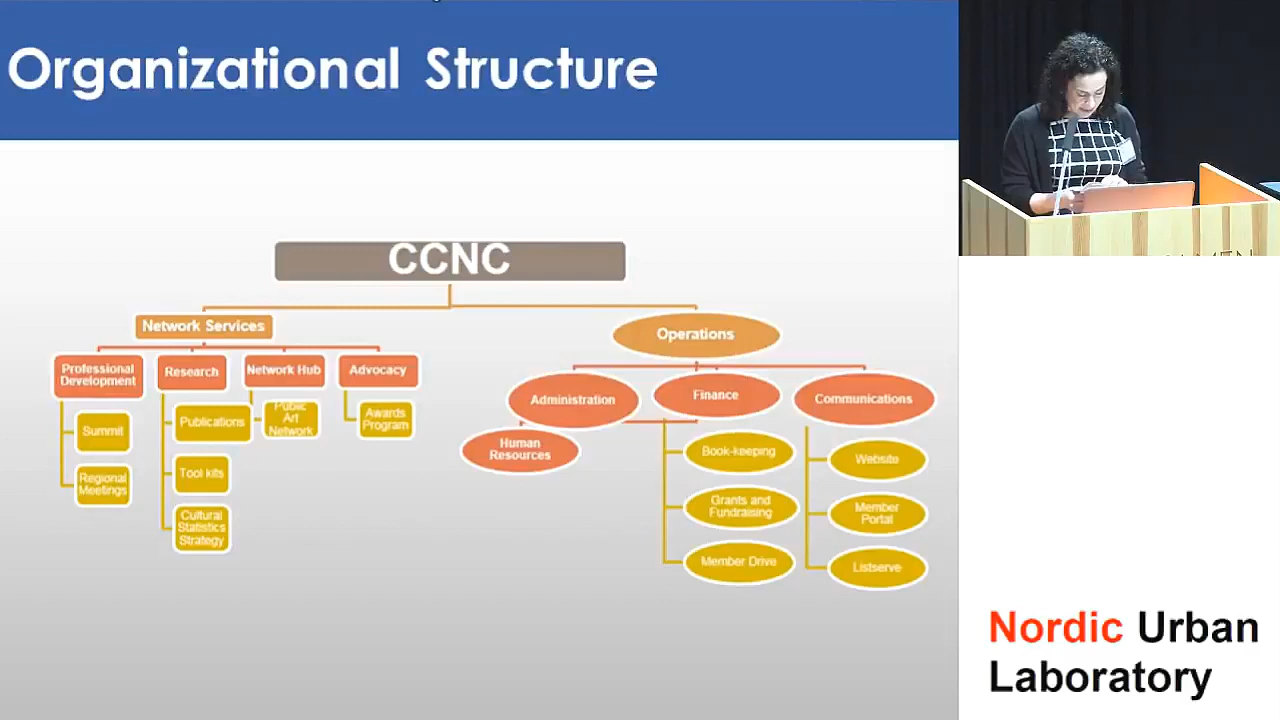 Organizational Structure
CCNC
Network Services
Operations
Professional
Development
Research
Network Hub
Advocacy
Administration
Finance
Communications
Summit
Regional
Meetings
Publications
Tool kits
Cultural
Statistics
Strategy
Public
Art
Network
Awards
Program
Human
Resources
Book-keeping
Grants and
Fundraising
Member Drive
Website
Member
Portal
Listserve
Nordic Urban
Laboratory